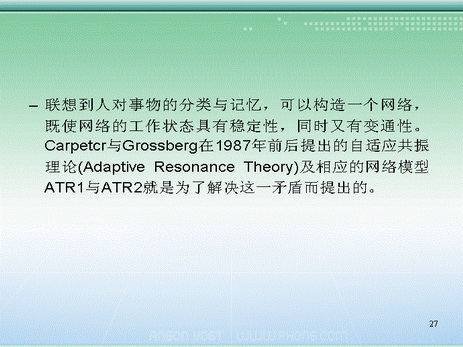 – 联想到人对事物的分类与记忆，可以构造一个网络，
既使网络的工作状态具有稳定性，同时又有变通性。
Carpetcr与Grossberg在1987年前后提出的自适应共振
理论(Adaptive Resonance Theory)及相应的网络模型
ATR1与ATR2就是为了解决这一矛盾而提出的。
27